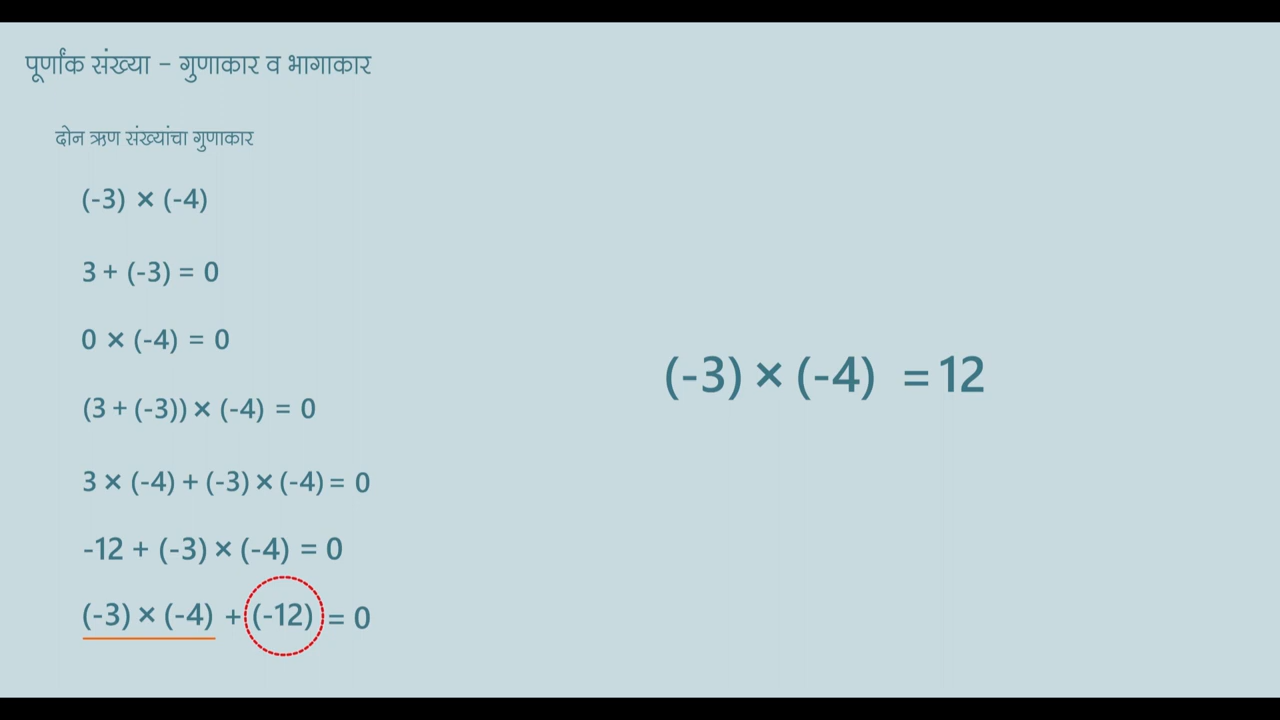 पूर्णांक संख्या - गुणाकार व भागाकार
दोन ऋण संख्यांचा गुणाकार
(-3) × (-4)
3 + (-3) = 0
0 × (-4) = 0
(3 + (-3)) × (-4) = 0
3 × (-4) + (-3) × (-4) = 0
-12 + (-3) × (-4) = 0
(-3) × (-4) + (-12) = 0
(-3) × (-4) = 12